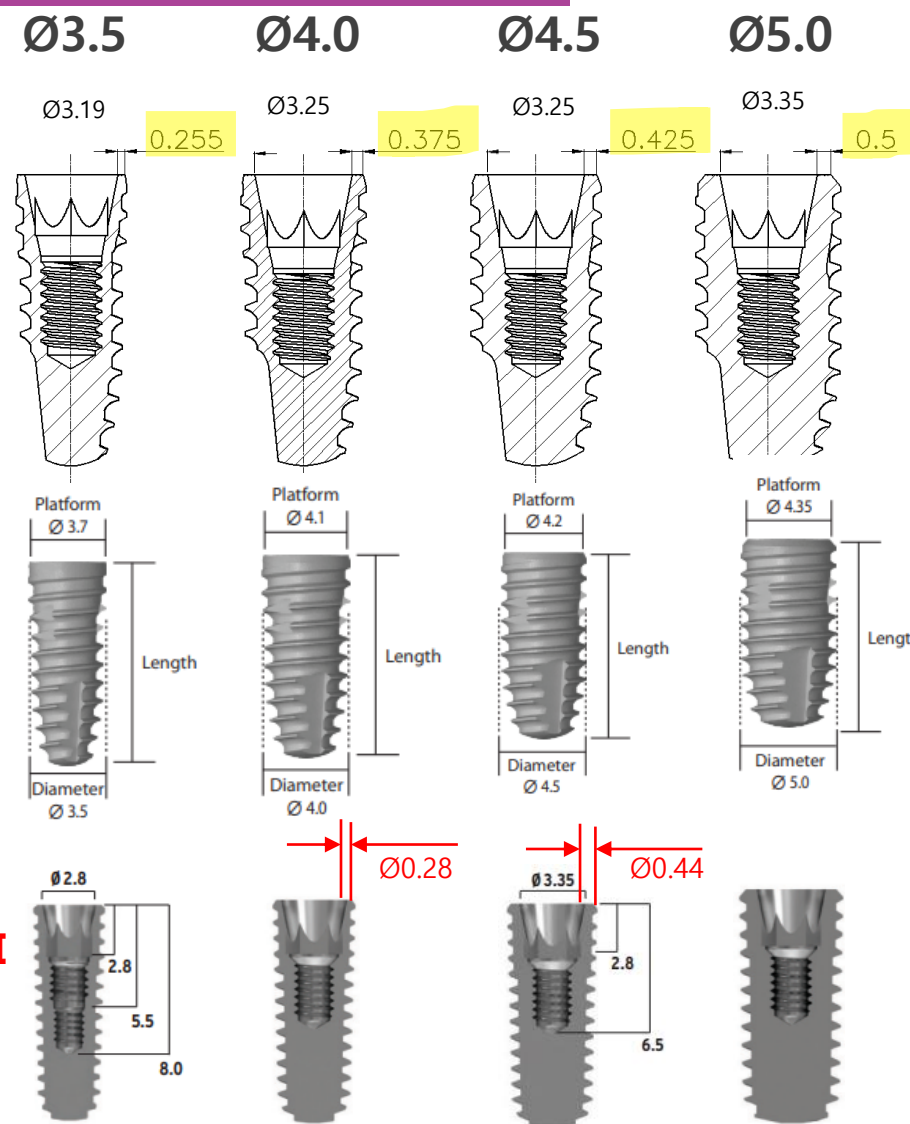 Ø3.5 Ø4.0 Ø4.5 Ø5.0
Ø3.19 Ø3.25 Ø3.25 Ø3.35
0.255 0.375 0.425 0.5
Platform Platform Platform Platform
Ø 3.7 Ø 4.1 Ø 4.2 Ø 4.35
Length Length Length Lengt
Diameter Diameter Diameter Diameter
Ø 3.5 Ø 4.0 Ø 4.5 Ø 5.0
Ø0.28 Ø0.44
Ø 2.8 Ø 3.35
2.8 2.8
5.5
6.5
8.0